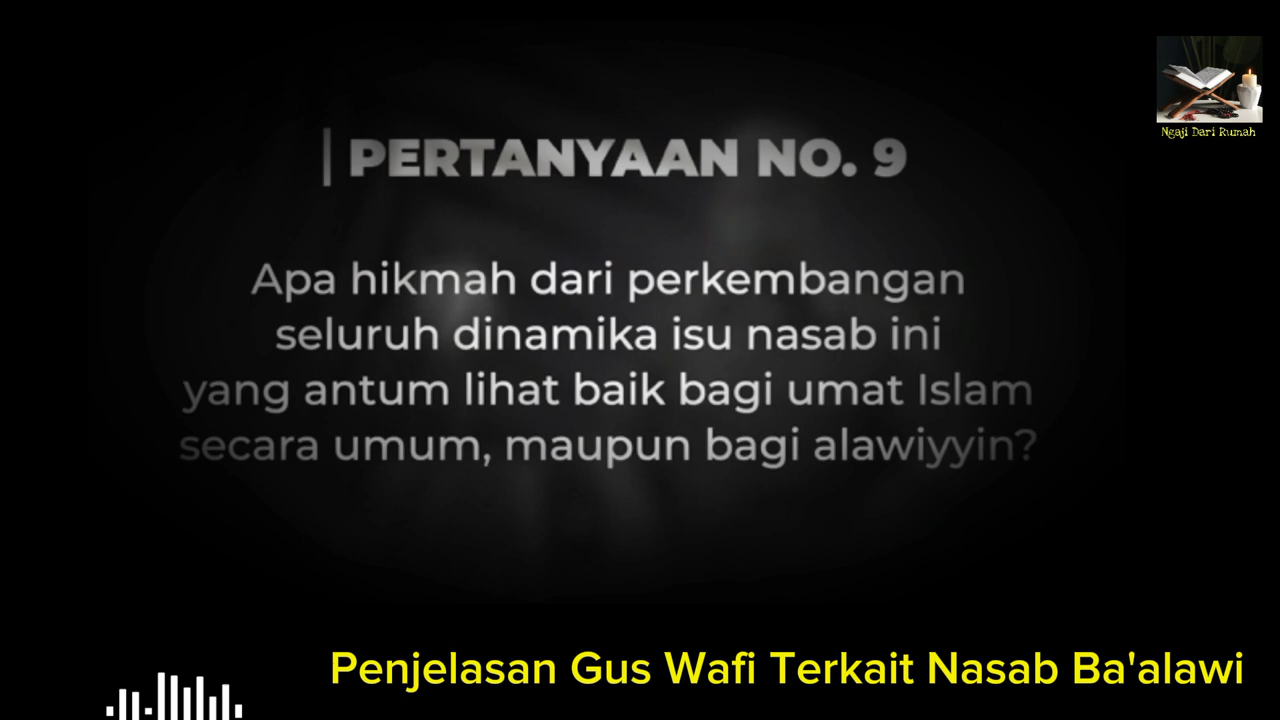 Ngaji Dari Rumah
| PERTANYAAN NO. 9
Apa hikmah dari perkembangan
seluruh dinamika isu nasab ini
yang antum lihat baik bagi umat Islam
secara umum, maupun bagi alawiyyin?
Penjelasan Gus Wafi Terkait Nasab Ba'alawi